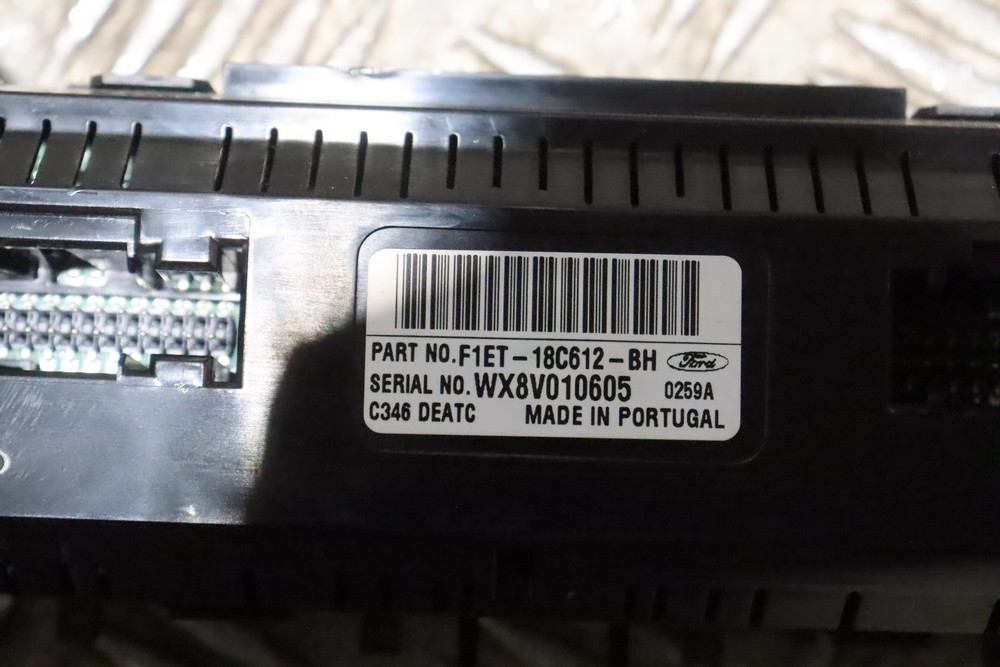 PART NO. F1ET-18C612-BH Ford
SERIAL NO. WX8V010605 0259A
C346 DEATC MADE IN PORTUGAL